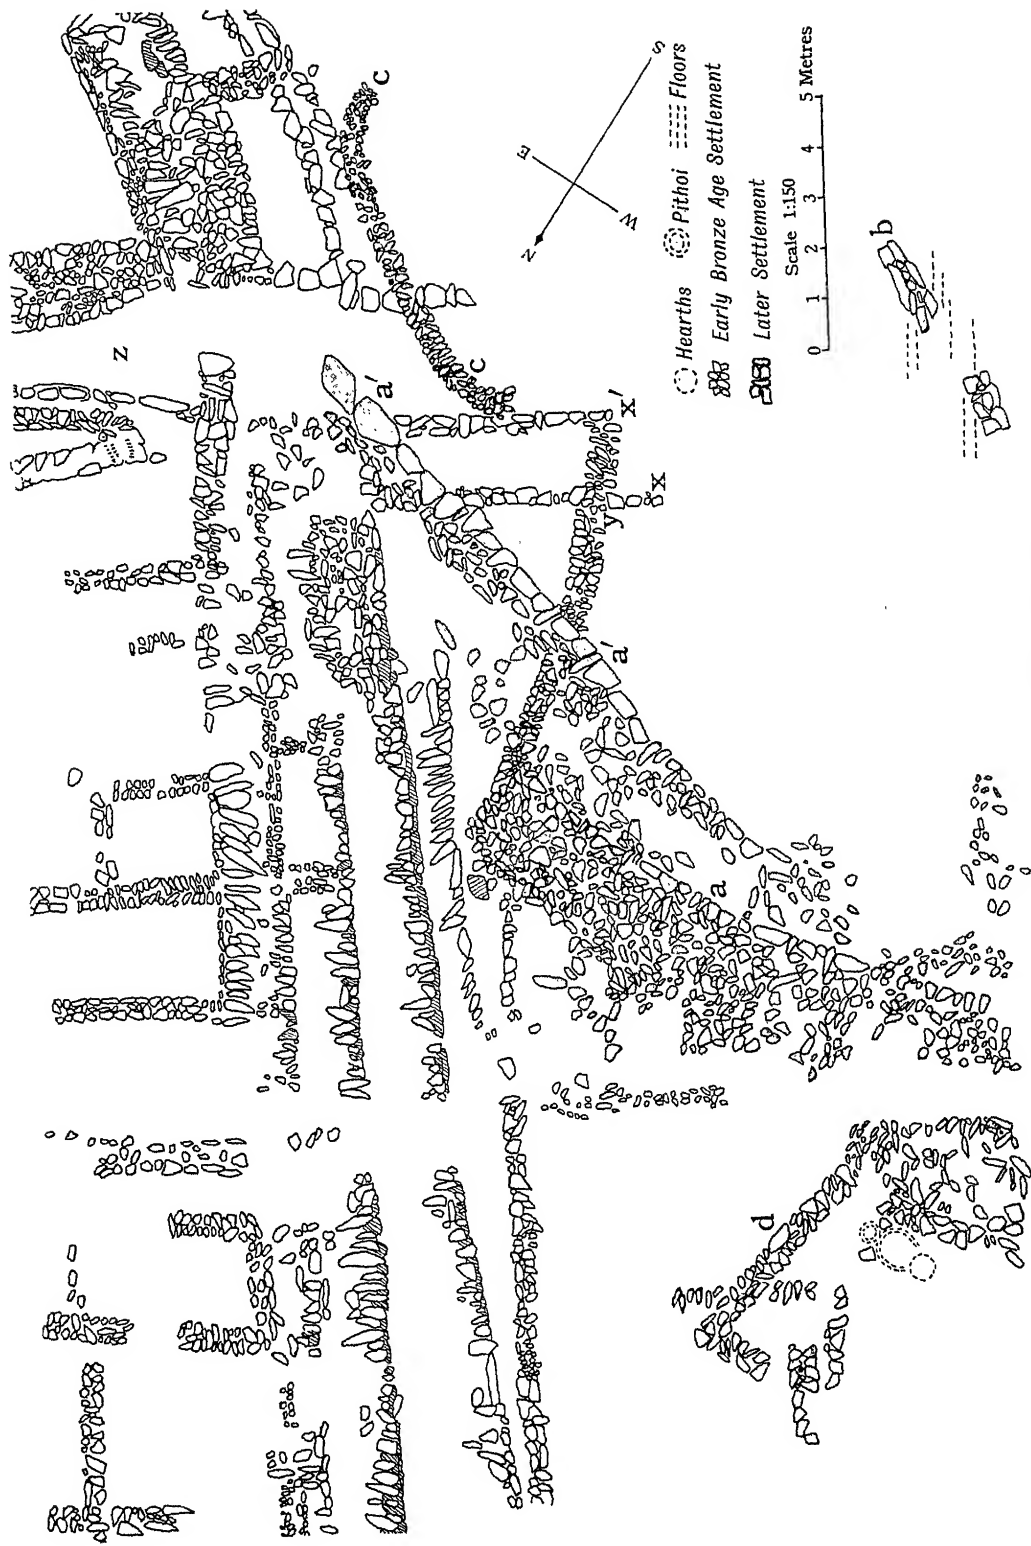 z
c
c
a'
a'
x'
x
y
a
d
b
N
E
S
W
Hearths Pithoi Floors
Early Bronze Age Settlement
Later Settlement
0 1 2 3 4 5 Metres
Scale 1:150